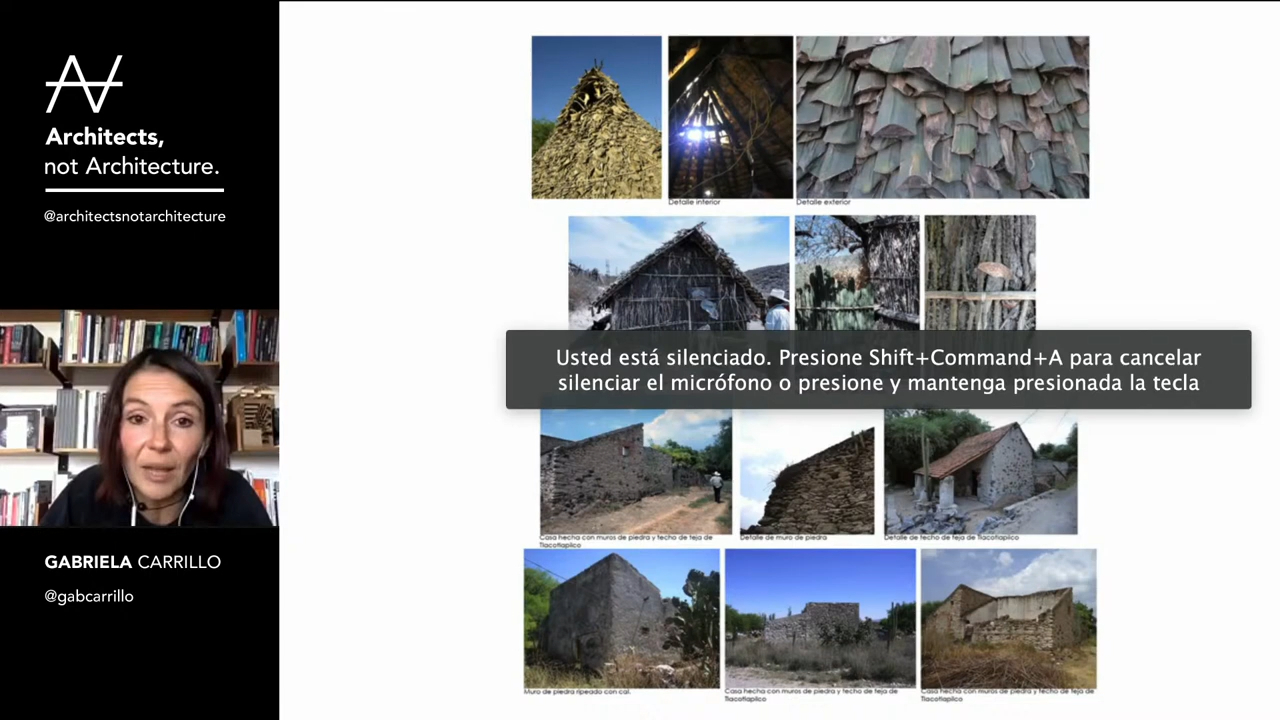 Architects,
not Architecture.
@architectsnotarchitecture
GABRIELA CARRILLO
@gabcarrillo
Detalle interior
Detalle exterior
Usted está silenciado. Presione Shift+Command+A para cancelar
silenciar el micrófono o presione y mantenga presionada la tecla
Casa hecha con muros de piedra y techo de teja de
Tlacotlapilco
Detalle de muro de piedra
Detalle de techo de teja de Tlacotlapilco
Muro de piedra ripeado con cal.
Casa hecha con muros de piedra y techo de teja de
Tlacotlapilco
Casa hecha con muros de piedra y techo de teja de
Tlacotlapilco